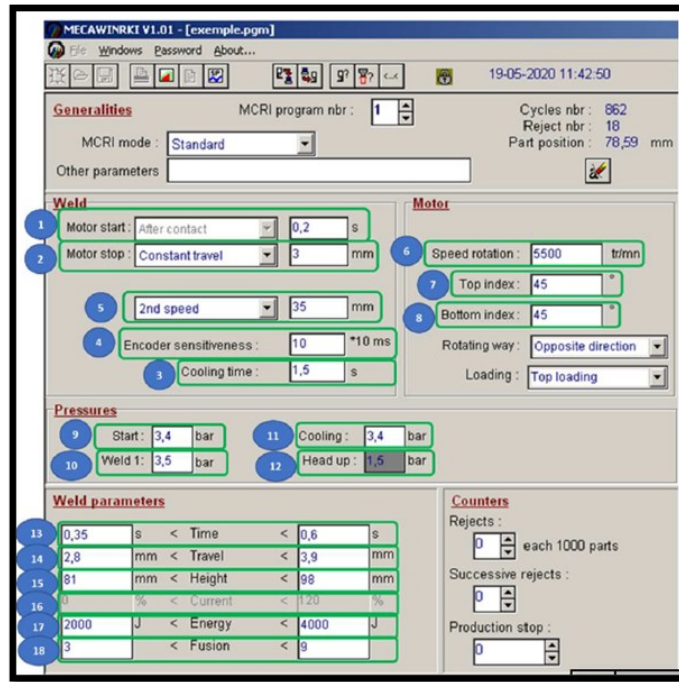 MECAWINRKI V1.01 - [exemple.pgm]
File Windows Password About...
19-05-2020 11:42:50
Generalities MCRI program nbr : 1 Cycles nbr : 862
Reject nbr : 18
MCRI mode : Standard Part position : 78,59 mm
Other parameters
Weld Motor
1 Motor start : After contact 0,2 s
2 Motor stop : Constant travel 3 mm 6 Speed rotation : 5500 tr/mn
7 Top index : 45 °
5 2nd speed 35 mm 8 Bottom index : 45 °
4 Encoder sensitiveness : 10 *10 ms Rotating way : Opposite direction
3 Cooling time : 1,5 s Loading : Top loading
Pressures
9 Start : 3,4 bar 11 Cooling : 3,4 bar
10 Weld 1: 3,5 bar 12 Head up : 1,5 bar
Weld parameters Counters
Rejects :
13 0,35 s < Time < 0,6 s 0 each 1000 parts
14 2,8 mm < Travel < 3,9 mm
15 81 mm < Height < 98 mm Successive rejects :
16 0 % < Current < 120 % 0
17 2000 J < Energy < 4000 J Production stop :
18 3 < Fusion < 9 0